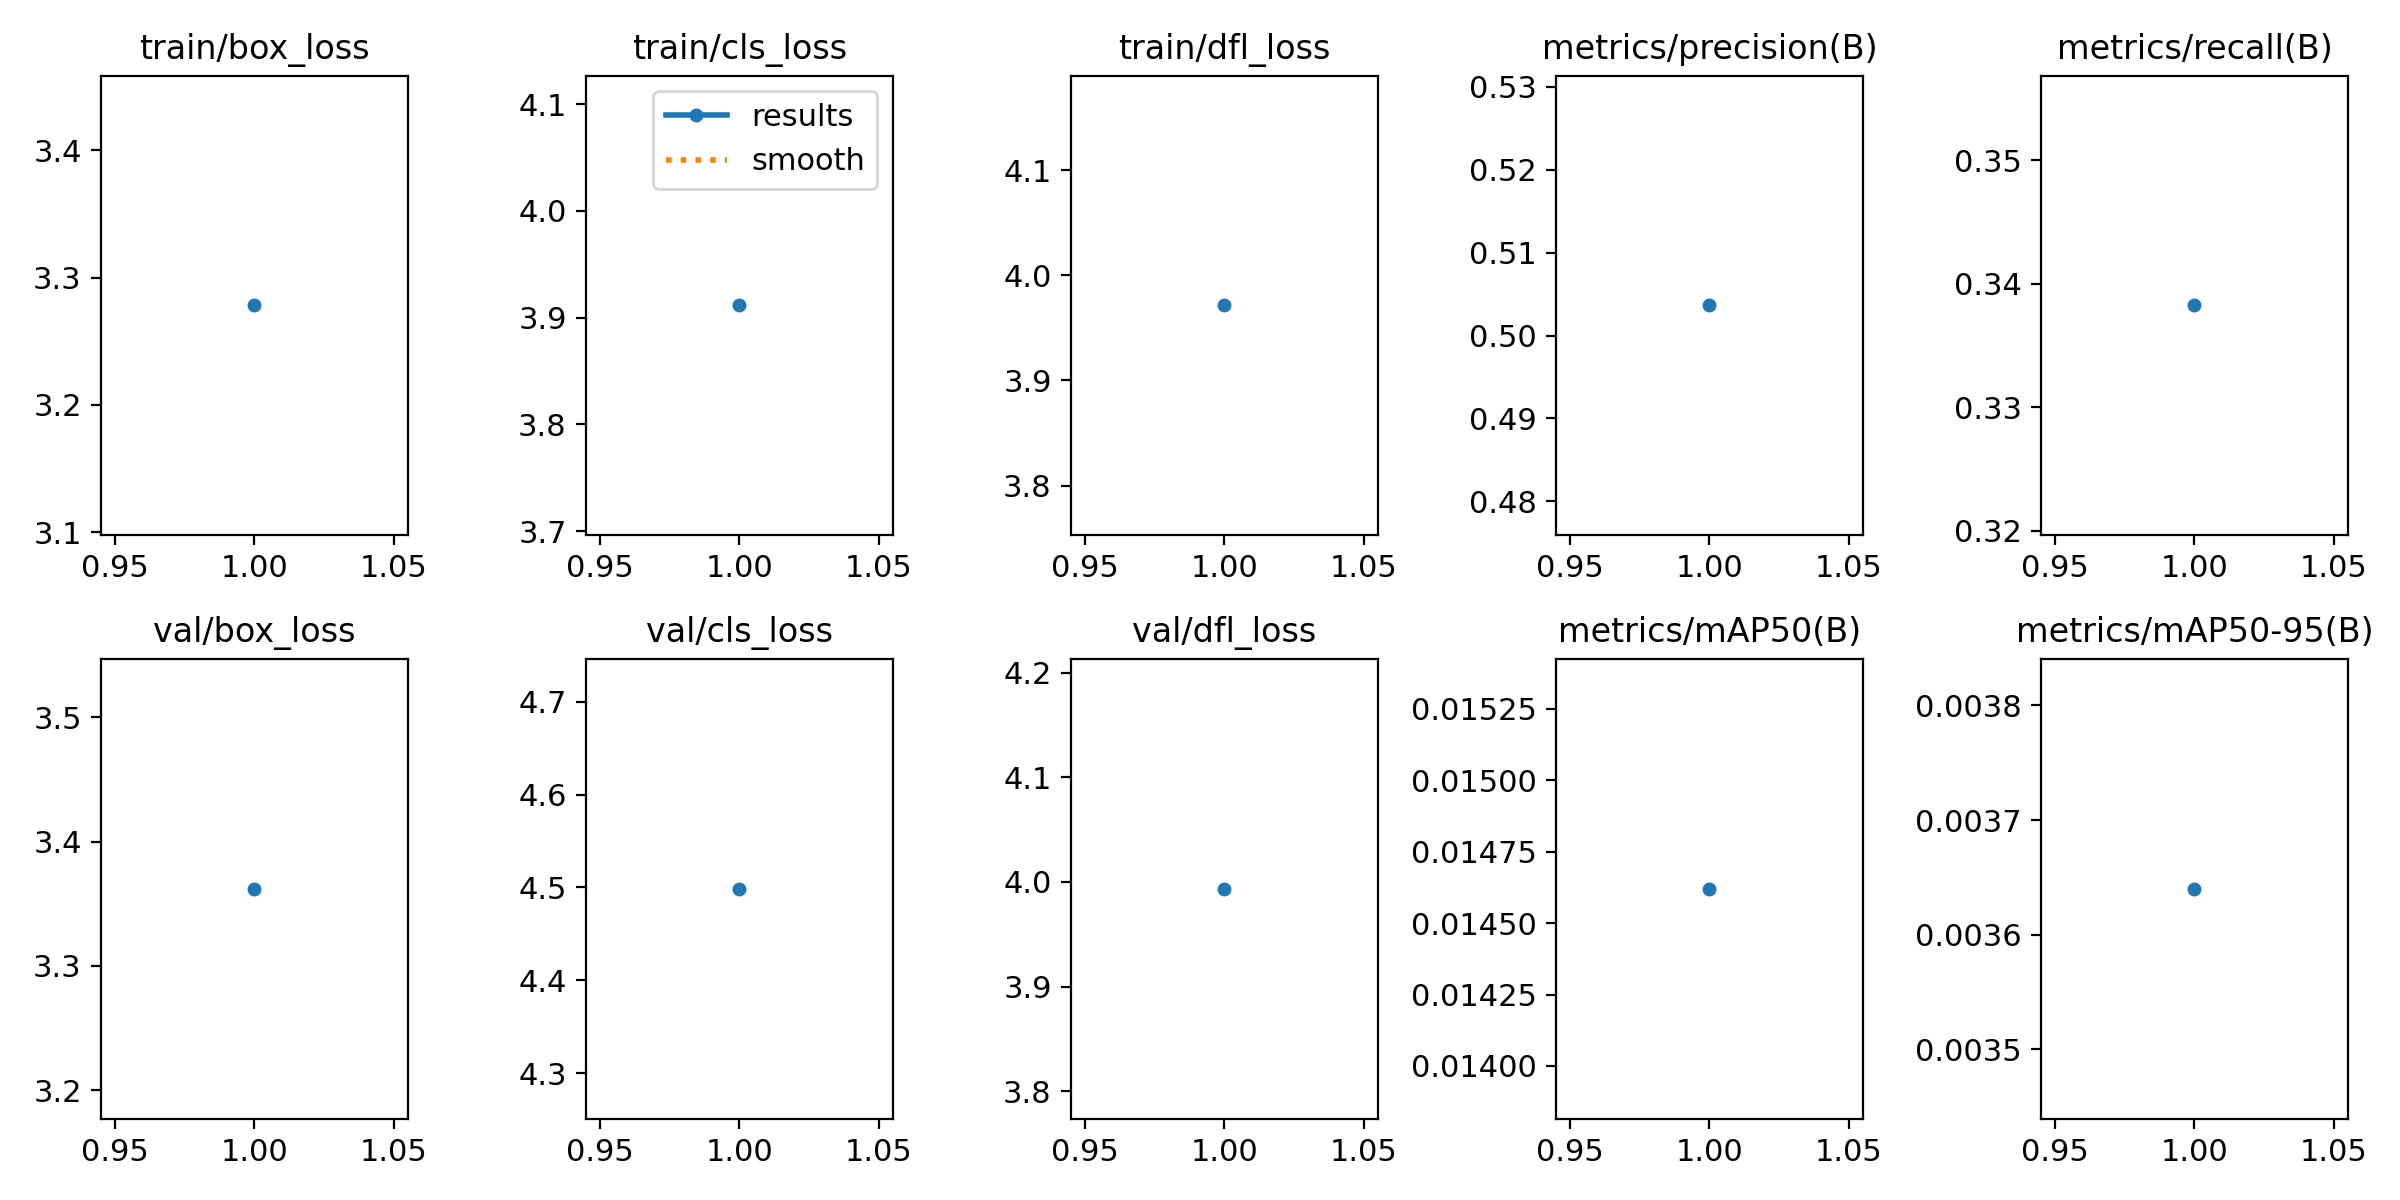 train/box_loss
3.4
3.3
3.2
3.1
0.95 1.00 1.05
train/cls_loss
results
smooth
4.1
4.0
3.9
3.8
3.7
0.95 1.00 1.05
train/dfl_loss
4.1
4.0
3.9
3.8
0.95 1.00 1.05
metrics/precision(B)
0.53
0.52
0.51
0.50
0.49
0.48
0.95 1.00 1.05
metrics/recall(B)
0.35
0.34
0.33
0.32
0.95 1.00 1.05
val/box_loss
3.5
3.4
3.3
3.2
0.95 1.00 1.05
val/cls_loss
4.7
4.6
4.5
4.4
4.3
0.95 1.00 1.05
val/dfl_loss
4.2
4.1
4.0
3.9
3.8
0.95 1.00 1.05
metrics/mAP50(B)
0.01525
0.01500
0.01475
0.01450
0.01425
0.01400
0.95 1.00 1.05
metrics/mAP50-95(B)
0.0038
0.0037
0.0036
0.0035
0.95 1.00 1.05